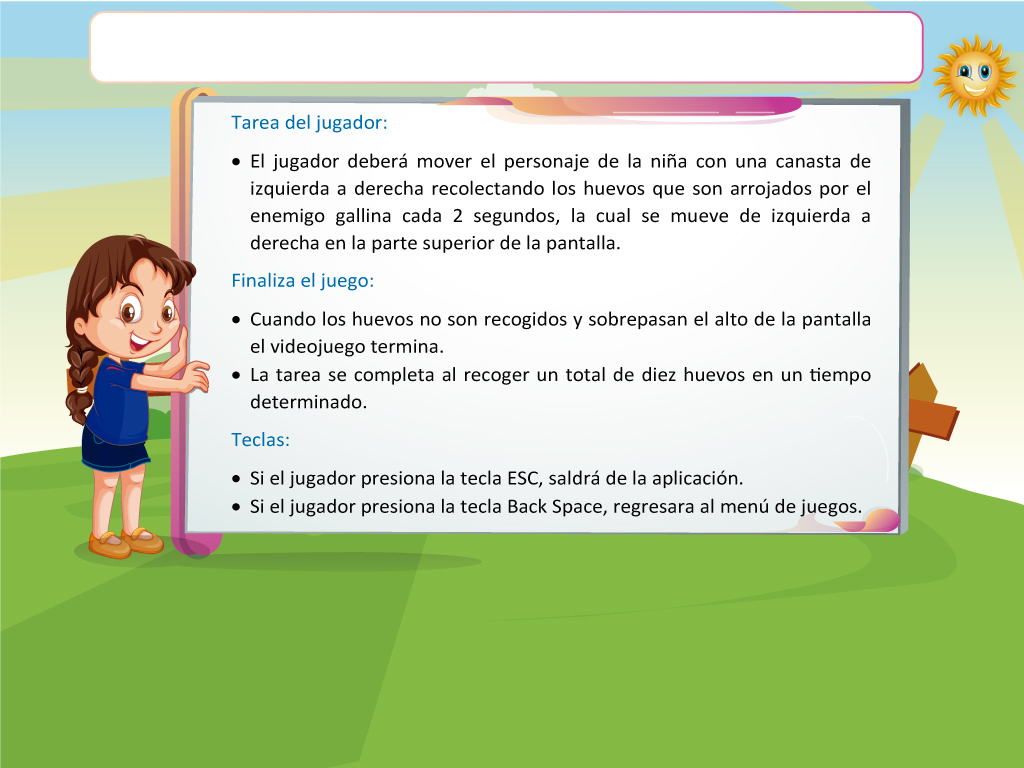 Tarea del jugador:
• El jugador deberá mover el personaje de la niña con una canasta de
izquierda a derecha recolectando los huevos que son arrojados por el
enemigo gallina cada 2 segundos, la cual se mueve de izquierda a
derecha en la parte superior de la pantalla.
Finaliza el juego:
• Cuando los huevos no son recogidos y sobrepasan el alto de la pantalla
el videojuego termina.
• La tarea se completa al recoger un total de diez huevos en un tiempo
determinado.
Teclas:
• Si el jugador presiona la tecla ESC, saldrá de la aplicación.
• Si el jugador presiona la tecla Back Space, regresara al menú de juegos.